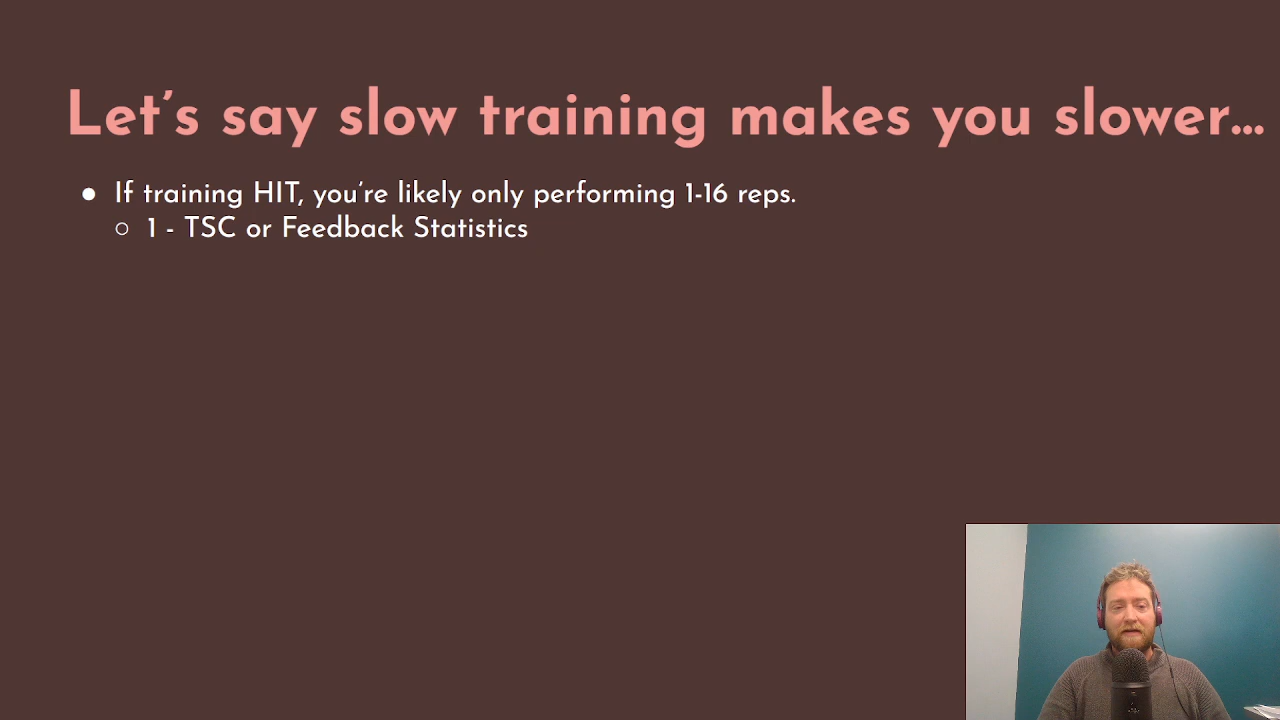 Let's say slow training makes you slower...
● If training HIT, you're likely only performing 1-16 reps.
○ 1 - TSC or Feedback Statistics